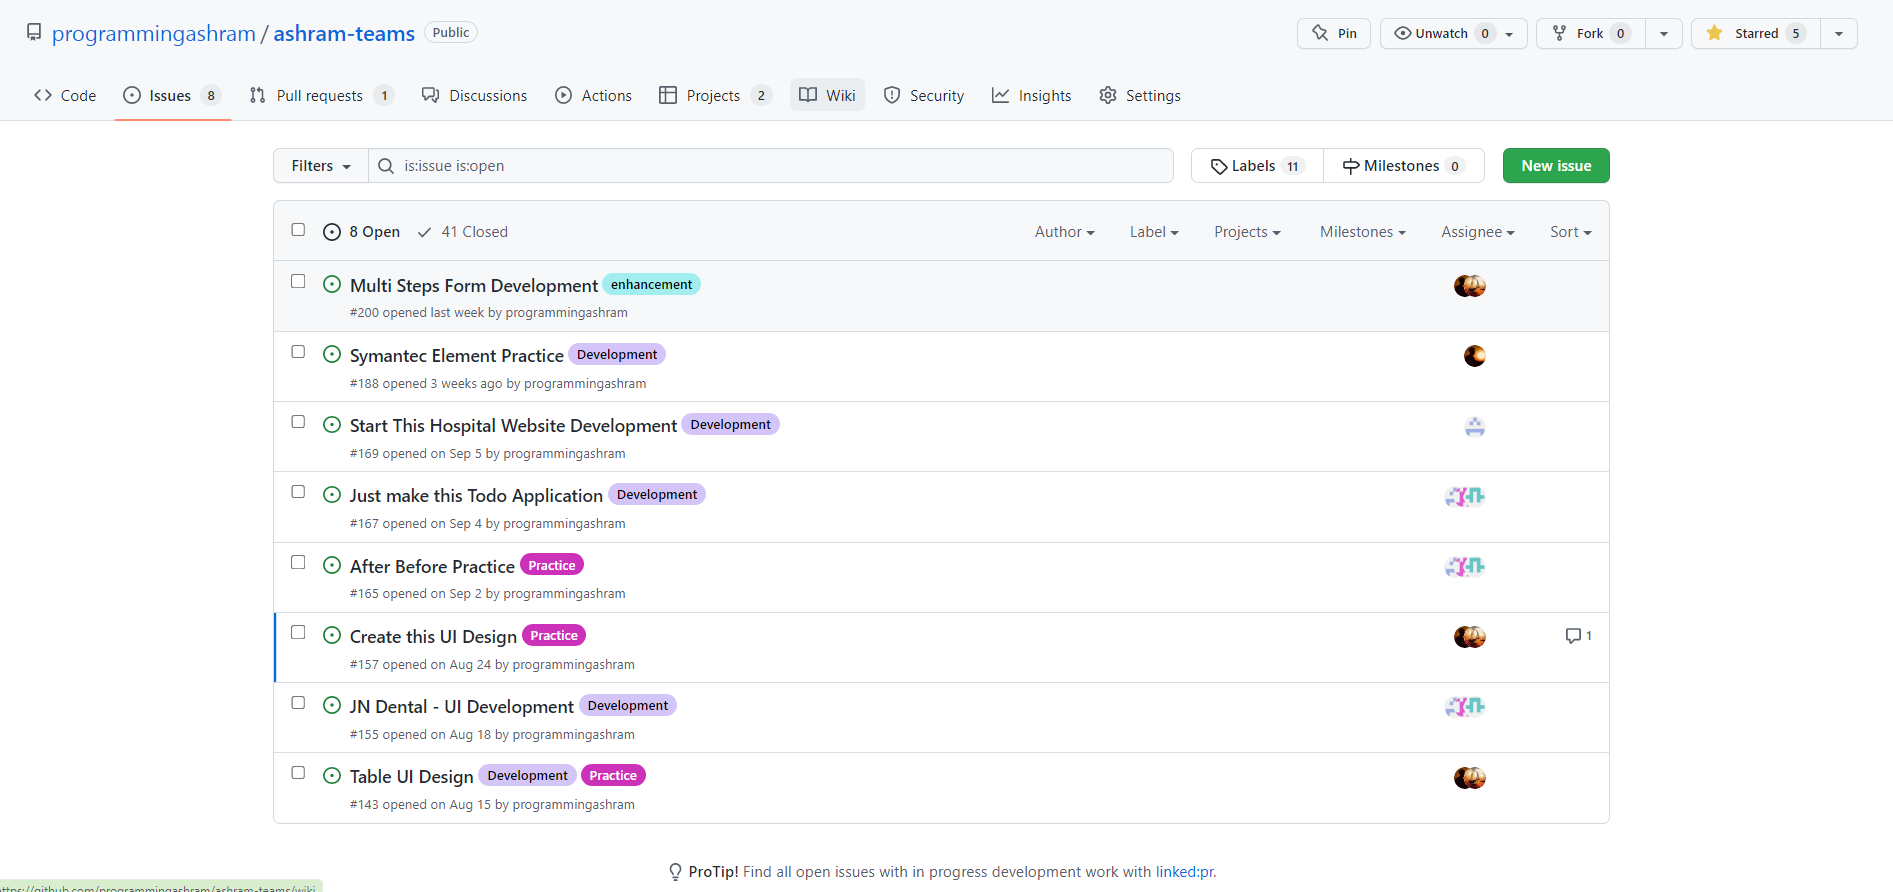 programmingashram / ashram-teams Public
Pin
Unwatch 0
Fork 0
Starred 5
Code
Issues 8
Pull requests 1
Discussions
Actions
Projects 2
Wiki
Security
Insights
Settings
Filters
is:issue is:open
Labels 11
Milestones 0
New issue
8 Open
41 Closed
Author
Label
Projects
Milestones
Assignee
Sort
Multi Steps Form Development enhancement
#200 opened last week by programmingashram
Symantec Element Practice Development
#188 opened 3 weeks ago by programmingashram
Start This Hospital Website Development Development
#169 opened on Sep 5 by programmingashram
Just make this Todo Application Development
#167 opened on Sep 4 by programmingashram
After Before Practice Practice
#165 opened on Sep 2 by programmingashram
Create this UI Design Practice
1
#157 opened on Aug 24 by programmingashram
JN Dental - UI Development Development
#155 opened on Aug 18 by programmingashram
Table UI Design Development Practice
#143 opened on Aug 15 by programmingashram
ProTip! Find all open issues with in progress development work with linked:pr.
https://github.com/programmingashram/ashram-teams/wiki